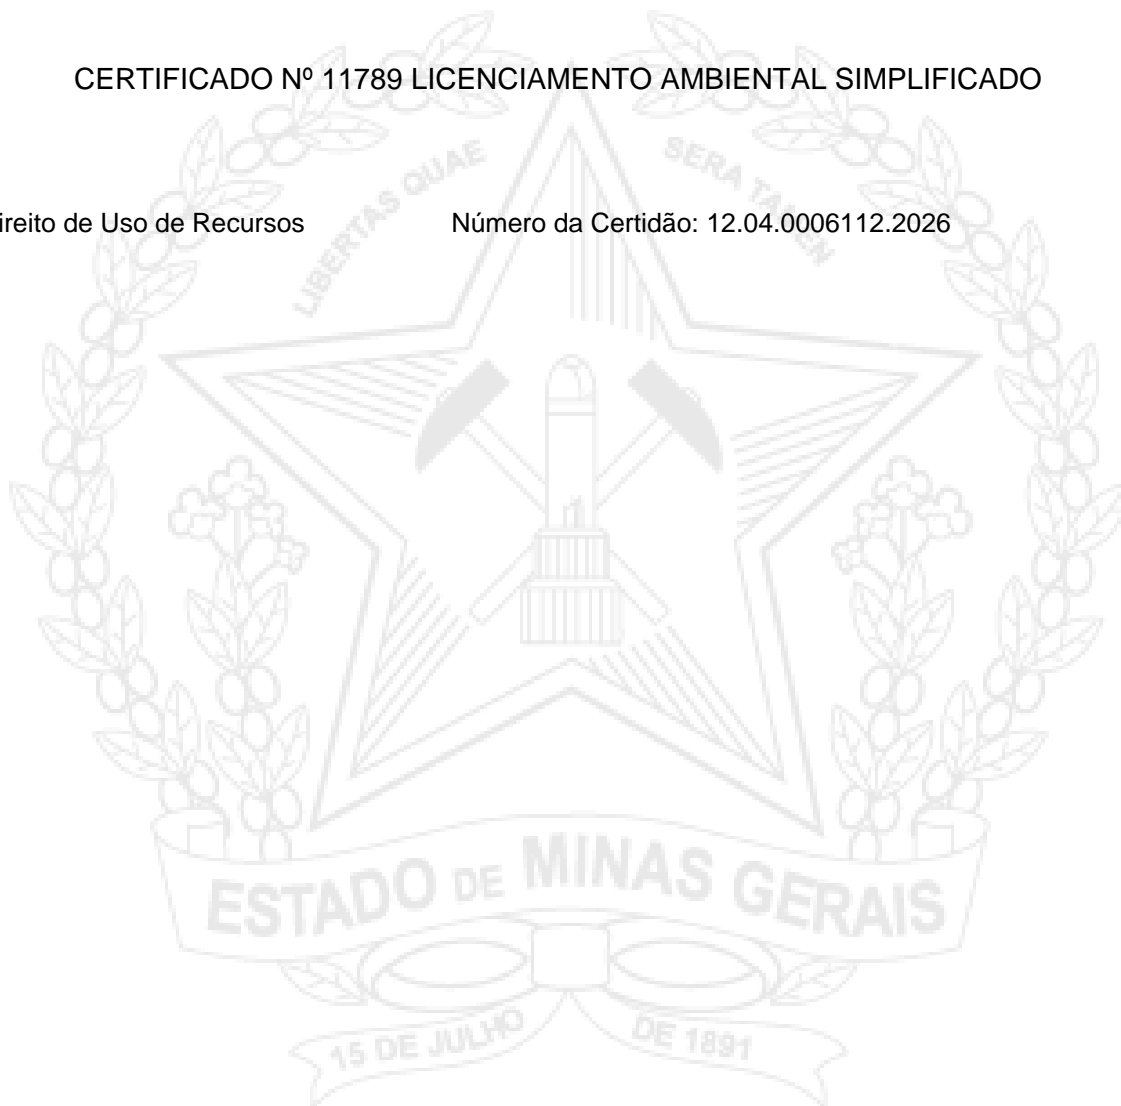 CERTIFICADO Nº 11789 LICENCIAMENTO AMBIENTAL SIMPLIFICADO
LIBERTAS QUAE SERA TAMEN
ireito de Uso de Recursos Número da Certidão: 12.04.0006112.2026
ESTADO DE MINAS GERAIS
15 DE JULHO DE 1891